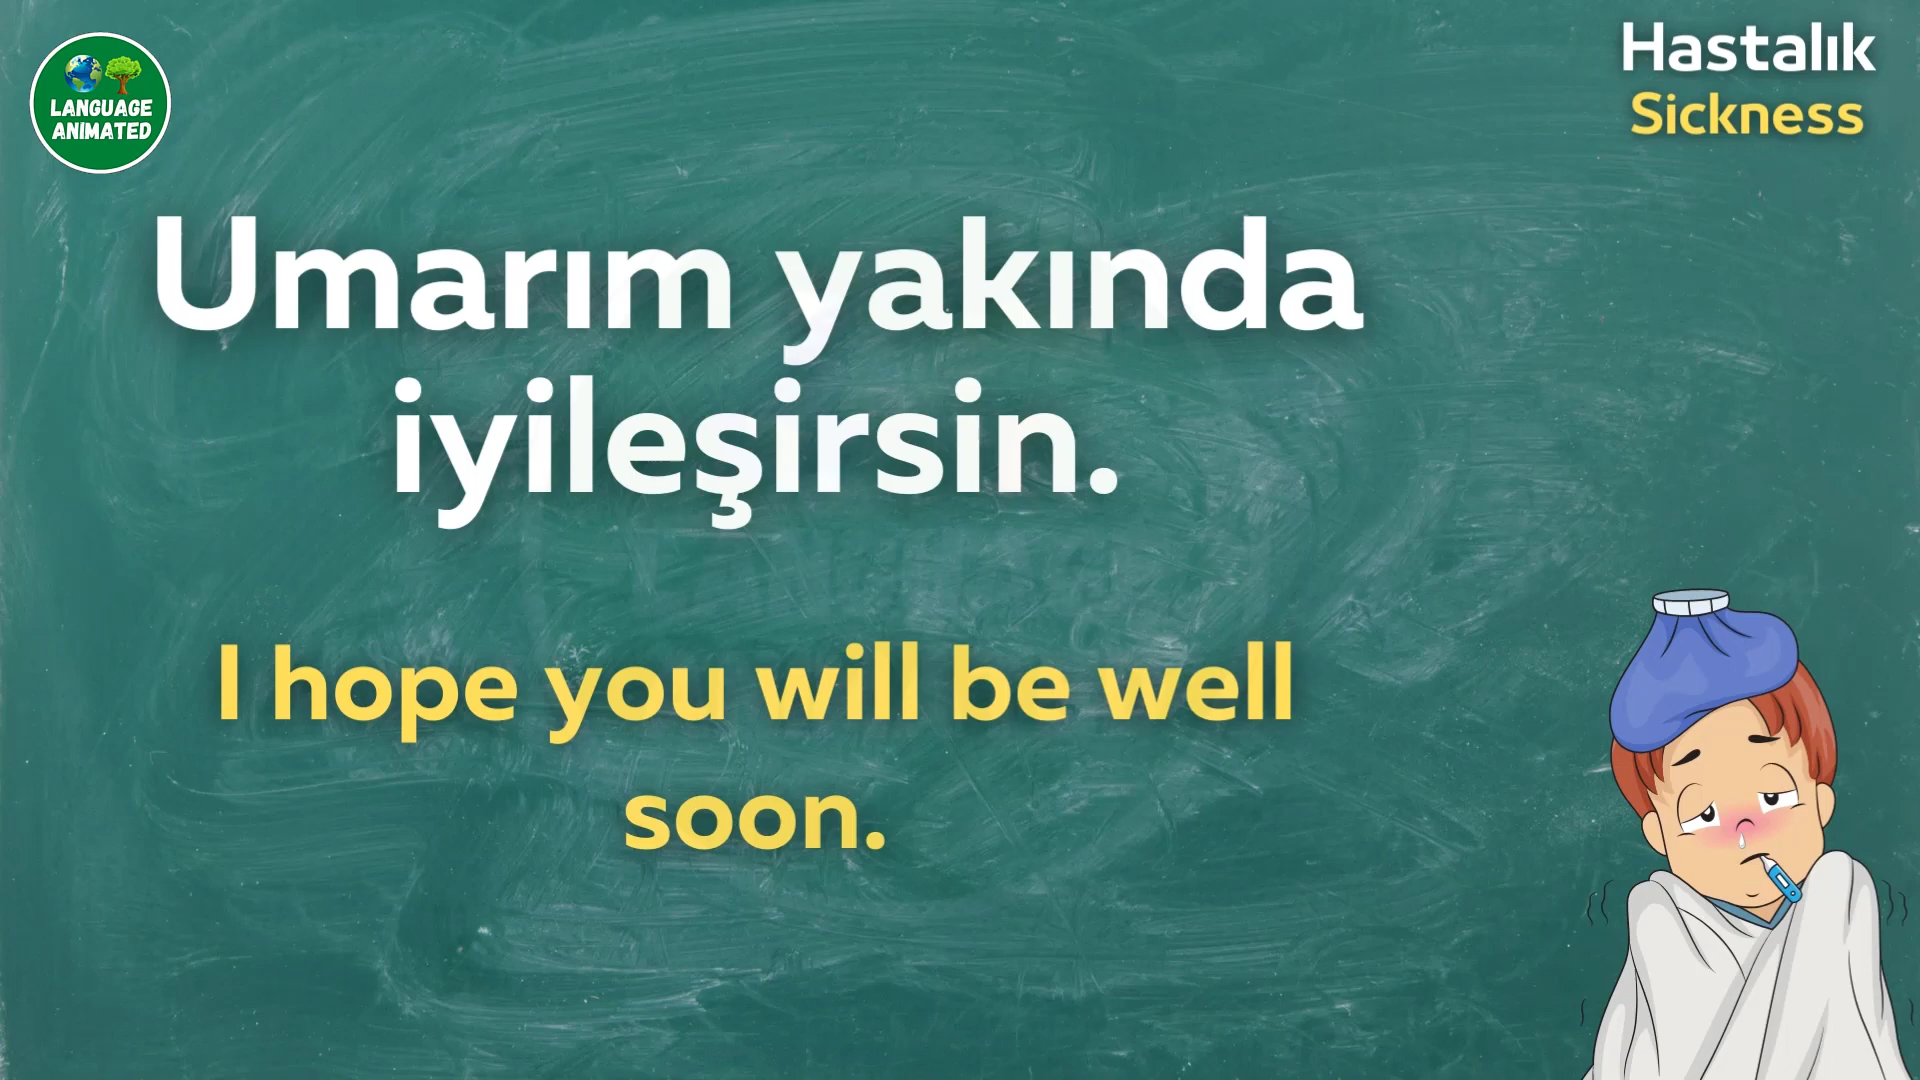 LANGUAGE
ANIMATED
Hastalık
Sickness
Umarım yakında
iyileşirsin.
I hope you will be well
soon.